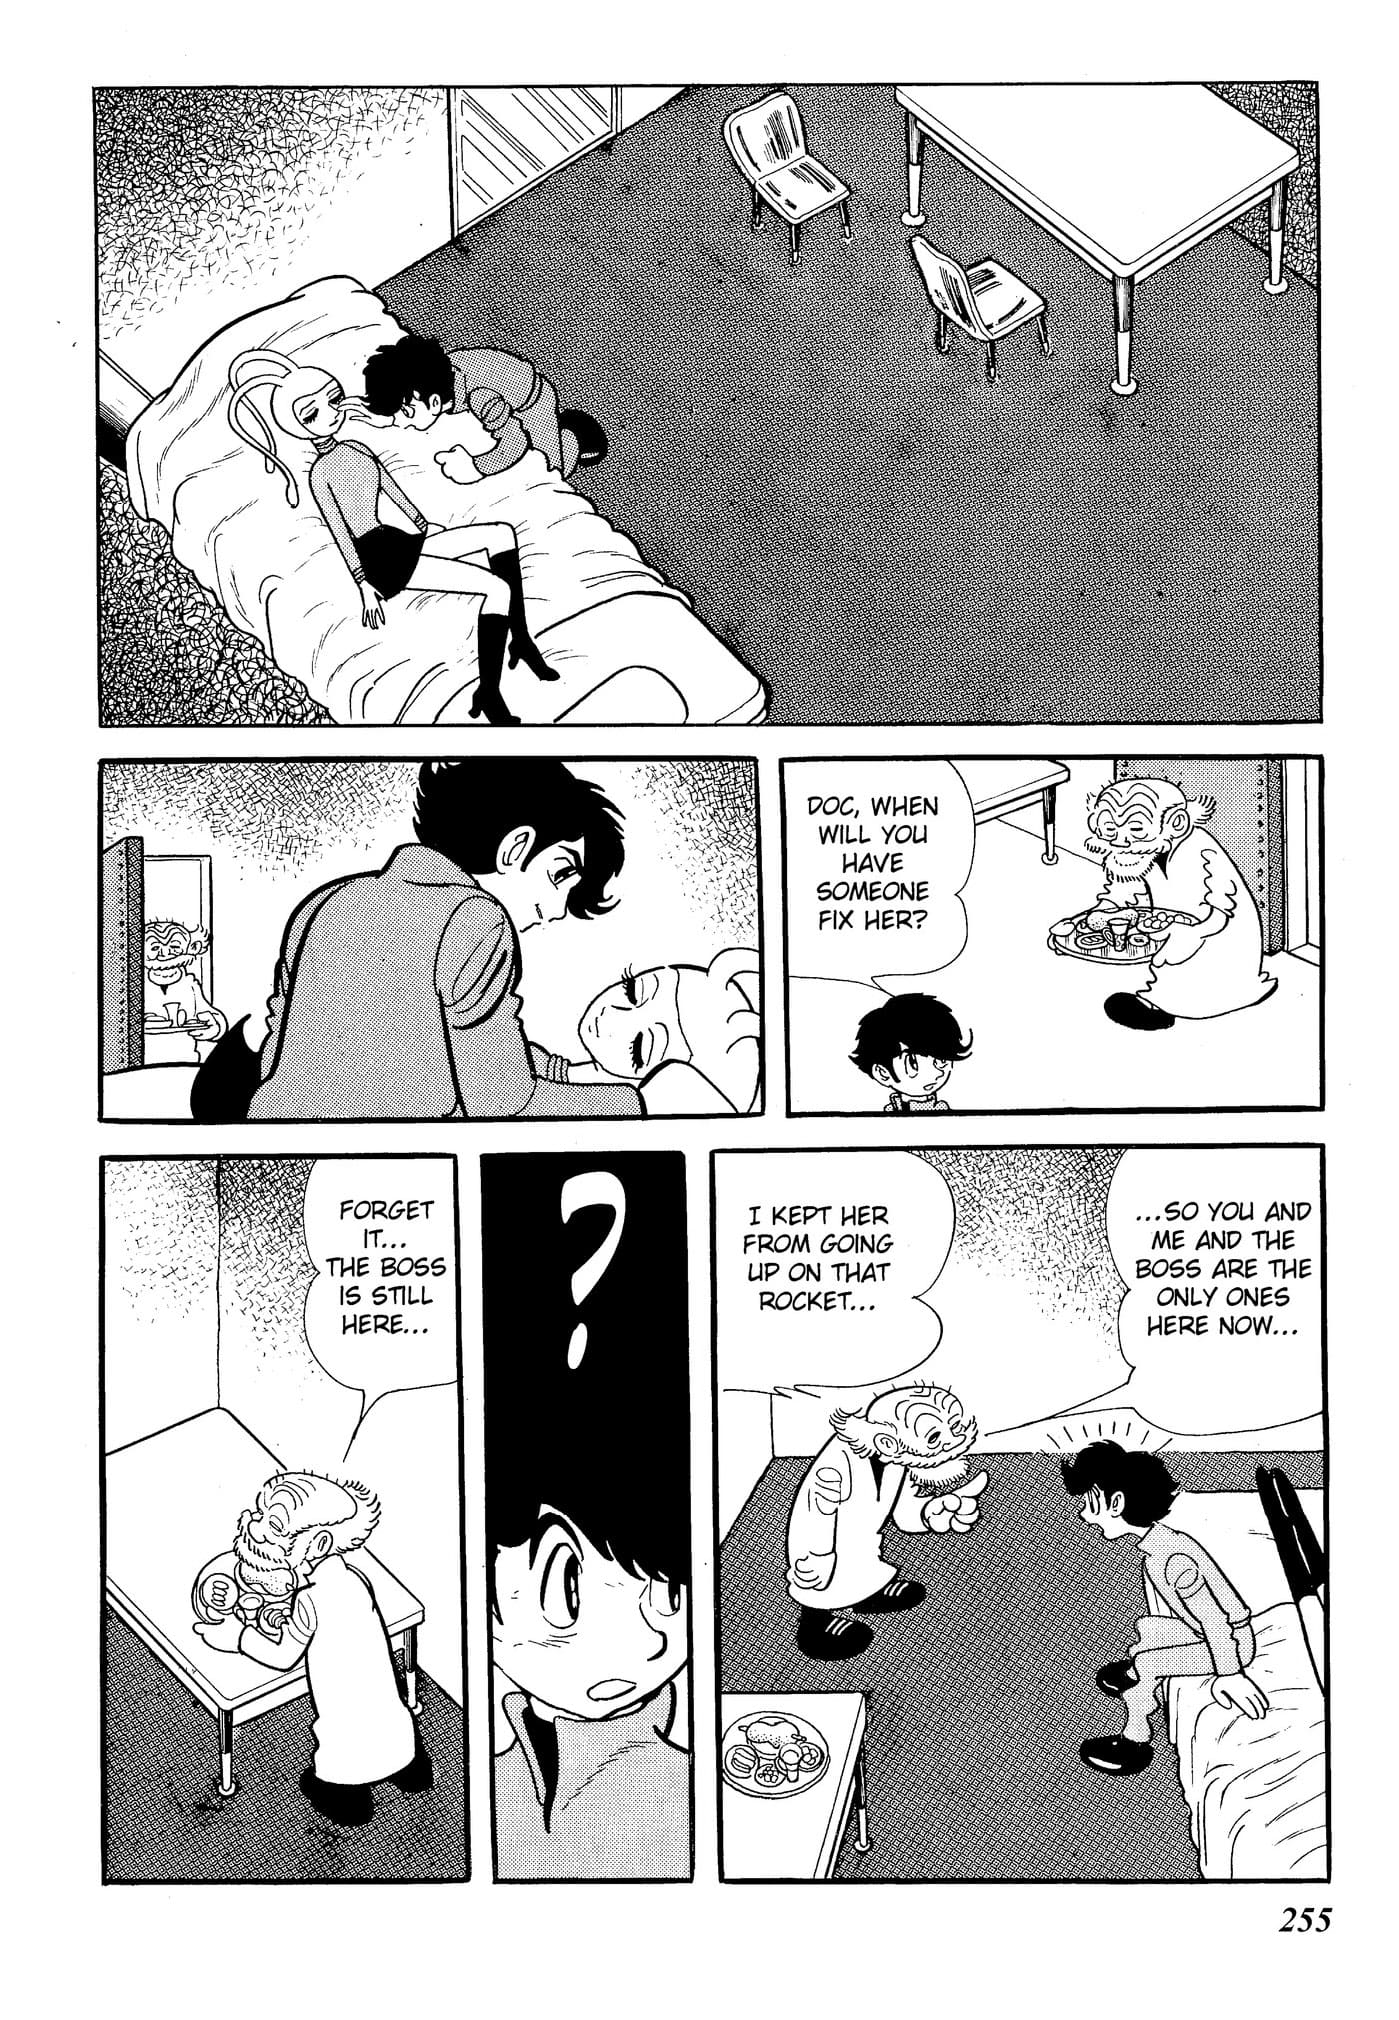 DOC, WHEN
WILL YOU
HAVE
SOMEONE
FIX HER?
FORGET
IT...
THE BOSS
IS STILL
HERE...
?
I KEPT HER
FROM GOING
UP ON THAT
ROCKET...
...SO YOU AND
ME AND THE
BOSS ARE THE
ONLY ONES
HERE NOW...
255